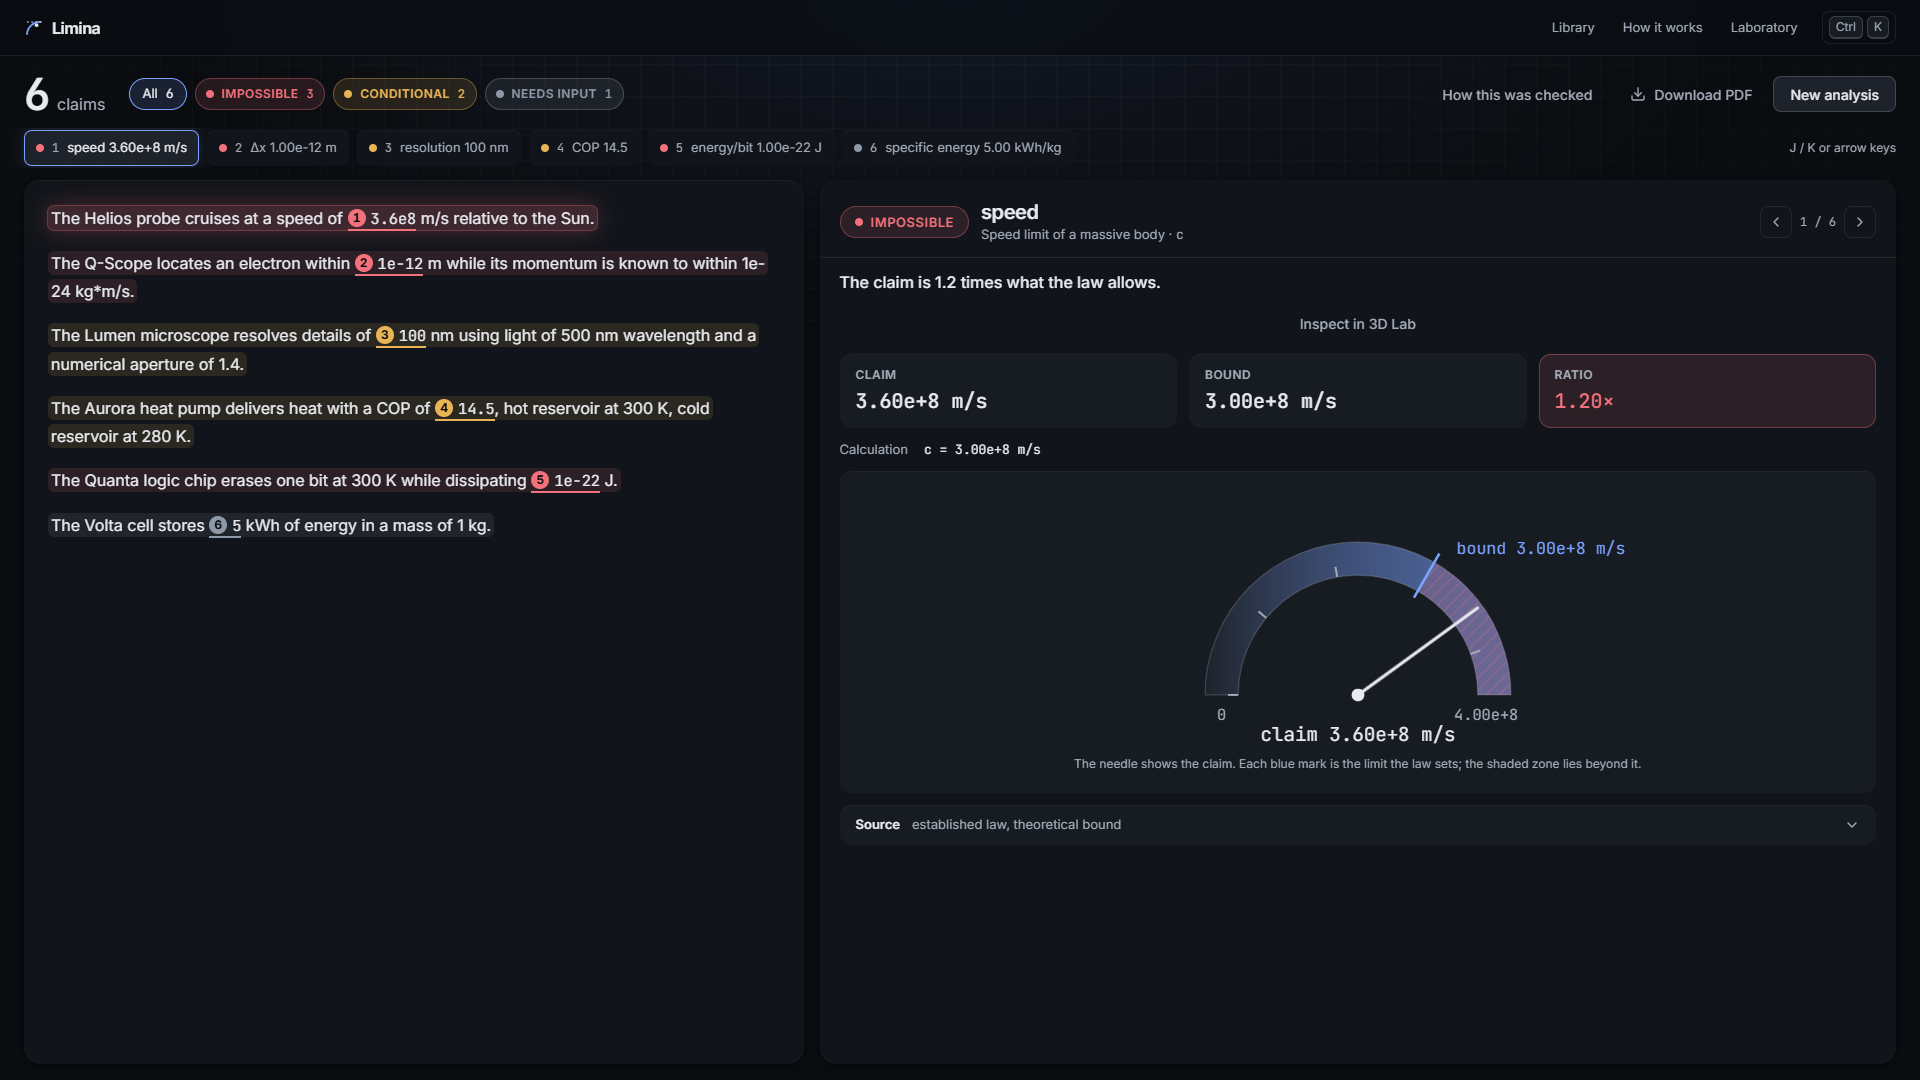 Limina
Library
How it works
Laboratory
Ctrl K
6 claims
All 6
IMPOSSIBLE 3
CONDITIONAL 2
NEEDS INPUT 1
How this was checked
Download PDF
New analysis
1 speed 3.60e+8 m/s
2 Δx 1.00e-12 m
3 resolution 100 nm
4 COP 14.5
5 energy/bit 1.00e-22 J
6 specific energy 5.00 kWh/kg
J / K or arrow keys
The Helios probe cruises at a speed of 1 3.6e8 m/s relative to the Sun.
The Q-Scope locates an electron within 2 1e-12 m while its momentum is known to within 1e-
24 kg*m/s.
The Lumen microscope resolves details of 3 100 nm using light of 500 nm wavelength and a
numerical aperture of 1.4.
The Aurora heat pump delivers heat with a COP of 4 14.5, hot reservoir at 300 K, cold
reservoir at 280 K.
The Quanta logic chip erases one bit at 300 K while dissipating 5 1e-22 J.
The Volta cell stores 6 5 kWh of energy in a mass of 1 kg.
IMPOSSIBLE
speed
Speed limit of a massive body · c
1 / 6
The claim is 1.2 times what the law allows.
Inspect in 3D Lab
CLAIM
3.60e+8 m/s
BOUND
3.00e+8 m/s
RATIO
1.20×
Calculation c = 3.00e+8 m/s
bound 3.00e+8 m/s
0
4.00e+8
claim 3.60e+8 m/s
The needle shows the claim. Each blue mark is the limit the law sets; the shaded zone lies beyond it.
Source established law, theoretical bound